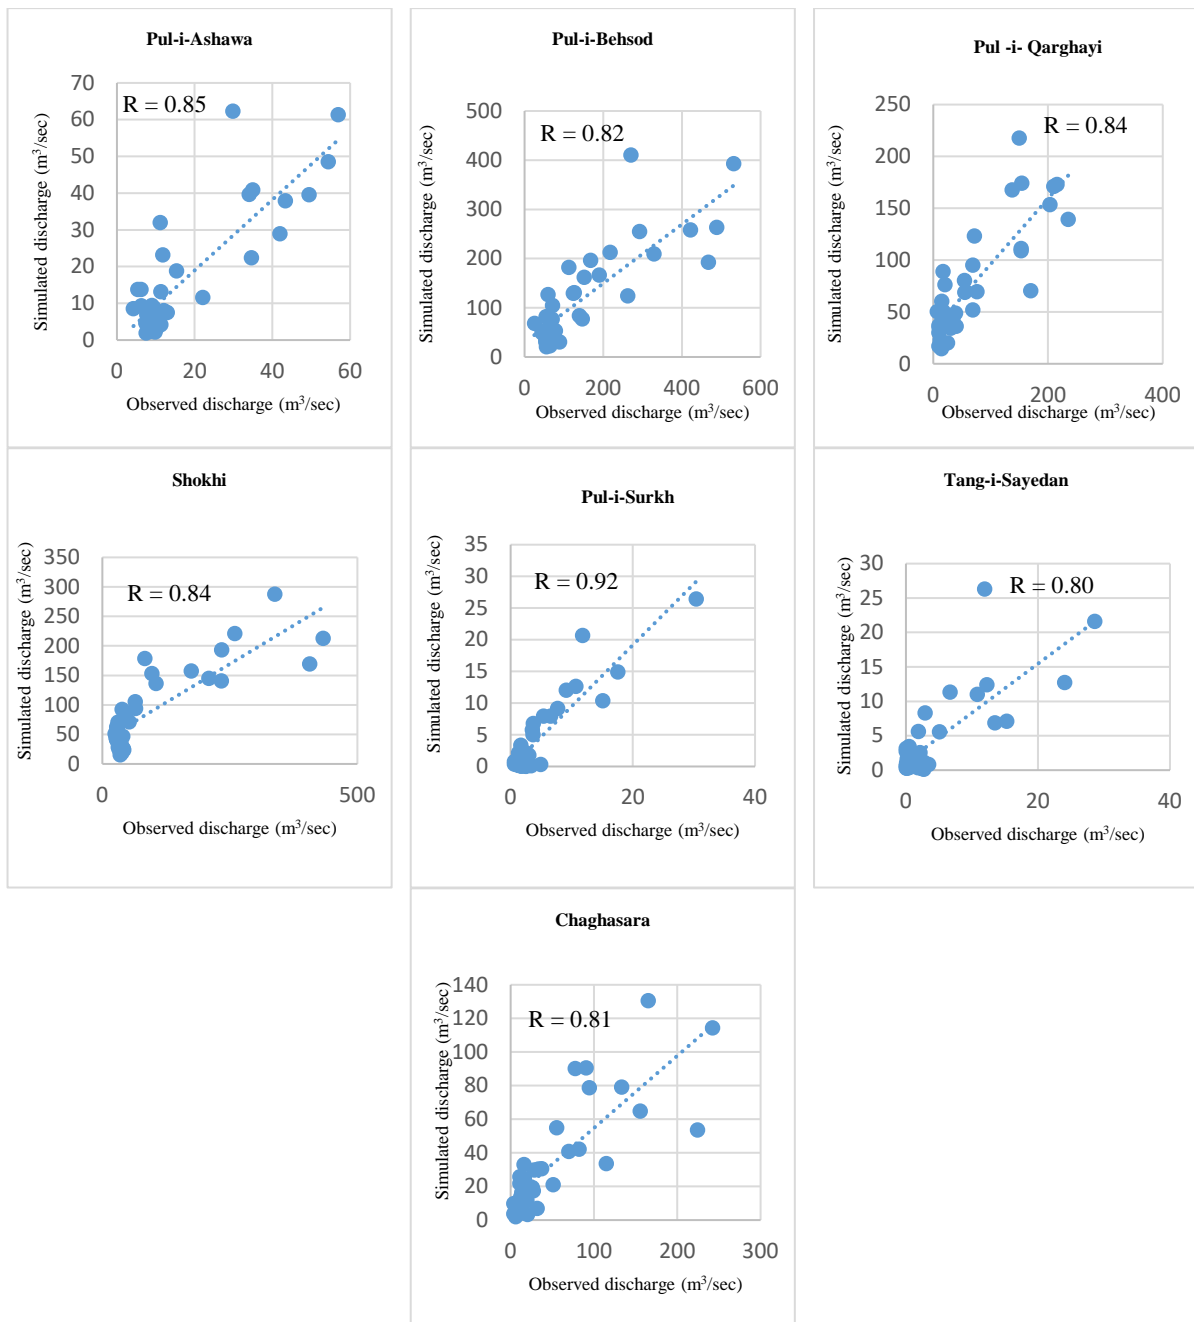 Pul-i-Ashawa
R = 0.85
Simulated discharge (m³/sec)
70
60
50
40
30
20
10
0
0 20 40 60
Observed discharge (m³/sec)
Pul-i-Behsod
R = 0.82
Simulated discharge (m³/sec)
500
400
300
200
100
0
0 200 400 600
Observed discharge (m³/sec)
Pul -i- Qarghayi
R = 0.84
Simulated discharge (m³/sec)
250
200
150
100
50
0
0 200 400
Observed discharge (m³/sec)
Shokhi
R = 0.84
Simulated discharge (m³/sec)
350
300
250
200
150
100
50
0
0 500
Observed discharge (m³/sec)
Pul-i-Surkh
R = 0.92
Simulated discharge (m³/sec)
35
30
25
20
15
10
5
0
0 20 40
Observed discharge (m³/sec)
Tang-i-Sayedan
R = 0.80
Simulated discharge (m³/sec)
30
25
20
15
10
5
0
0 20 40
Observed discharge (m³/sec)
Chaghasara
R = 0.81
Simulated discharge (m³/sec)
140
120
100
80
60
40
20
0
0 100 200 300
Observed discharge (m³/sec)